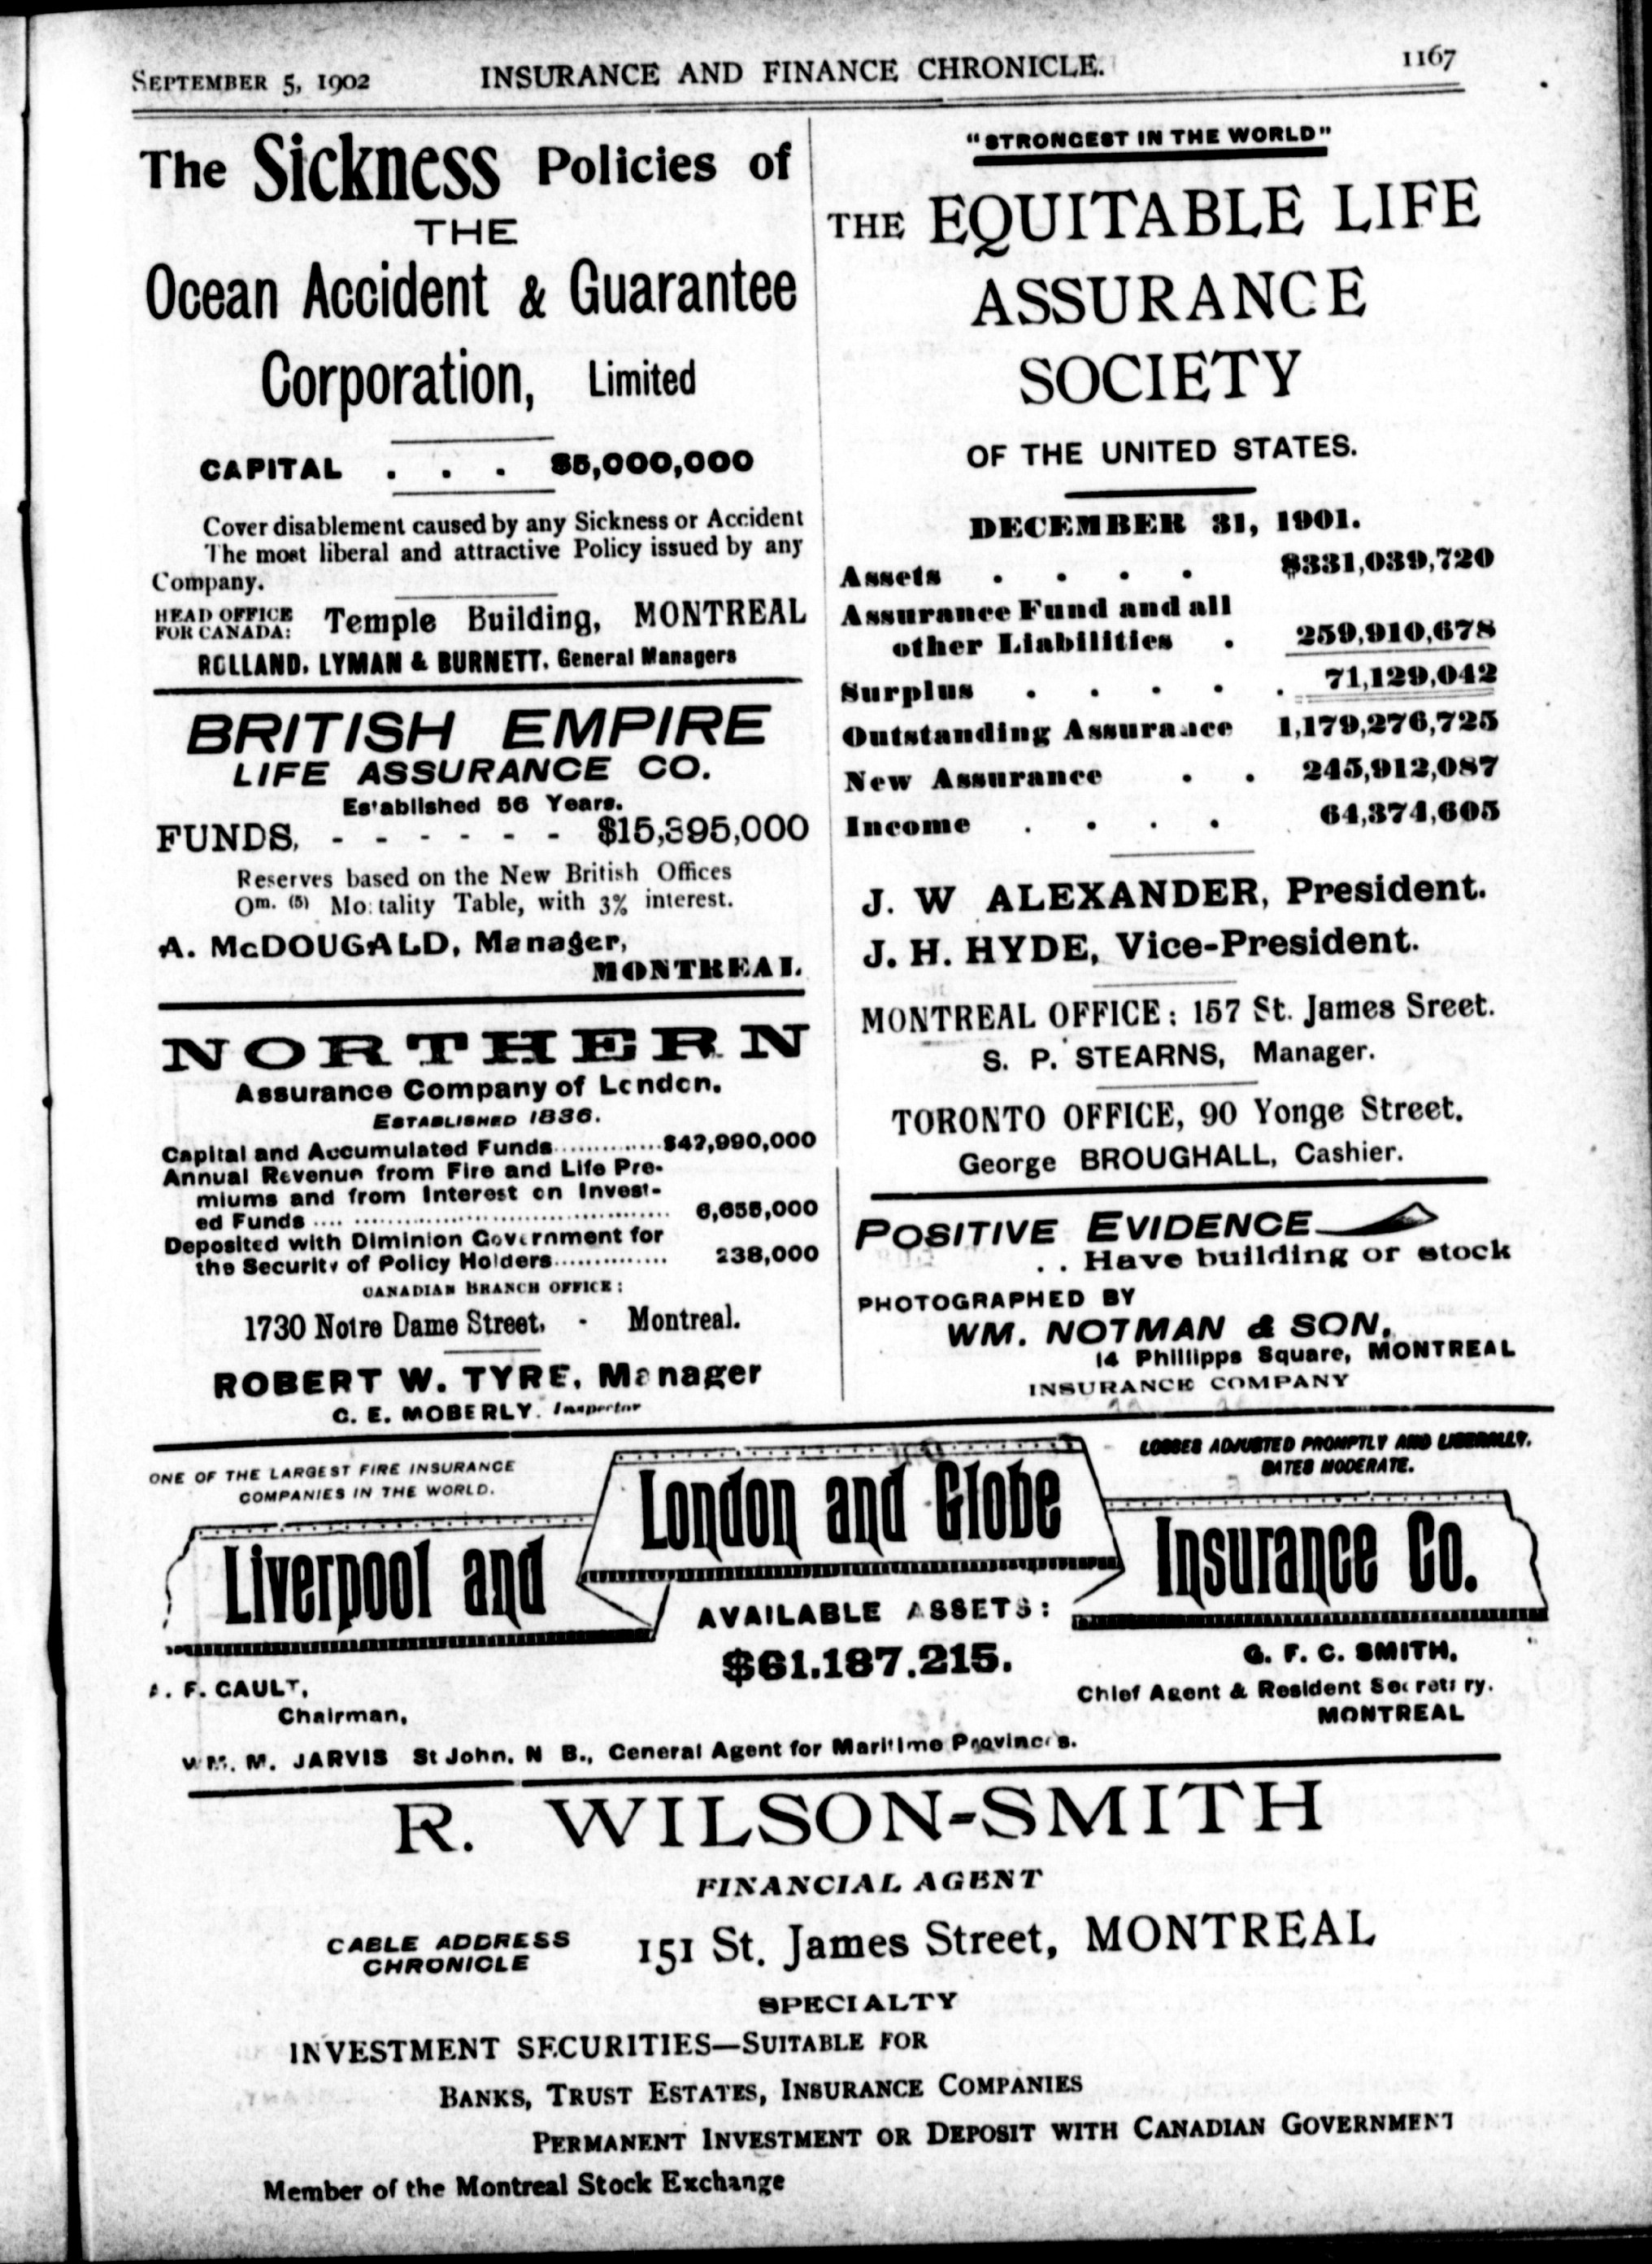 SEPTEMBER 5, 1902 INSURANCE AND FINANCE CHRONICLE. 1167
The Sickness Policies of
THE
Ocean Accident & Guarantee
Corporation, Limited
CAPITAL . . . $5,000,000
Cover disablement caused by any Sickness or Accident
The most liberal and attractive Policy issued by any
Company.
HEAD OFFICE FOR CANADA: Temple Building, MONTREAL
ROLLAND, LYMAN & BURNETT, General Managers
BRITISH EMPIRE
LIFE ASSURANCE CO.
Established 56 Years.
FUNDS, - - - - - - $15,395,000
Reserves based on the New British Offices
Om. (5) Mortality Table, with 3% interest.
A. McDOUGALD, Manager,
MONTREAL
NORTHERN
Assurance Company of London.
ESTABLISHED 1836.
Capital and Accumulated Funds.............$42,990,000
Annual Revenue from Fire and Life Pre-
miums and from Interest on Invest-
ed Funds .... .................................... 6,655,000
Deposited with Diminion Government for
the Security of Policy Holders.............. 238,000
CANADIAN BRANCH OFFICE:
1730 Notre Dame Street, - Montreal.
ROBERT W. TYRE, Manager
C. E. MOBERLY. Inspector
"STRONGEST IN THE WORLD"
THE EQUITABLE LIFE
ASSURANCE
SOCIETY
OF THE UNITED STATES.
DECEMBER 31, 1901.
Assets . . . . $331,039,720
Assurance Fund and all
other Liabilities . 259,910,678
Surplus . . . . . 71,129,042
Outstanding Assurance 1,179,276,725
New Assurance . . 245,912,087
Income . . . . 64,374,605
J. W ALEXANDER, President.
J. H. HYDE, Vice-President.
MONTREAL OFFICE: 157 St. James Sreet.
S. P. STEARNS, Manager.
TORONTO OFFICE, 90 Yonge Street.
George BROUGHALL, Cashier.
POSITIVE EVIDENCE
. . Have building or stock
PHOTOGRAPHED BY
WM. NOTMAN & SON,
14 Phillipps Square, MONTREAL
INSURANCE COMPANY
ONE OF THE LARGEST FIRE INSURANCE
COMPANIES IN THE WORLD.
LOSSES ADJUSTED PROMPTLY AND LIBERALLY.
RATES MODERATE.
Liverpool and London and Globe Insurance Co.
AVAILABLE ASSETS:
$61,187,215.
F. GAULT,
Chairman,
G. F. C. SMITH,
Chief Agent & Resident Secretary.
MONTREAL
WM. M. JARVIS St John, N B., General Agent for Maritime Provinces.
R. WILSON-SMITH
FINANCIAL AGENT
CABLE ADDRESS
CHRONICLE
151 St. James Street, MONTREAL
SPECIALTY
INVESTMENT SECURITIES—SUITABLE FOR
BANKS, TRUST ESTATES, INSURANCE COMPANIES
PERMANENT INVESTMENT OR DEPOSIT WITH CANADIAN GOVERNMENT
Member of the Montreal Stock Exchange